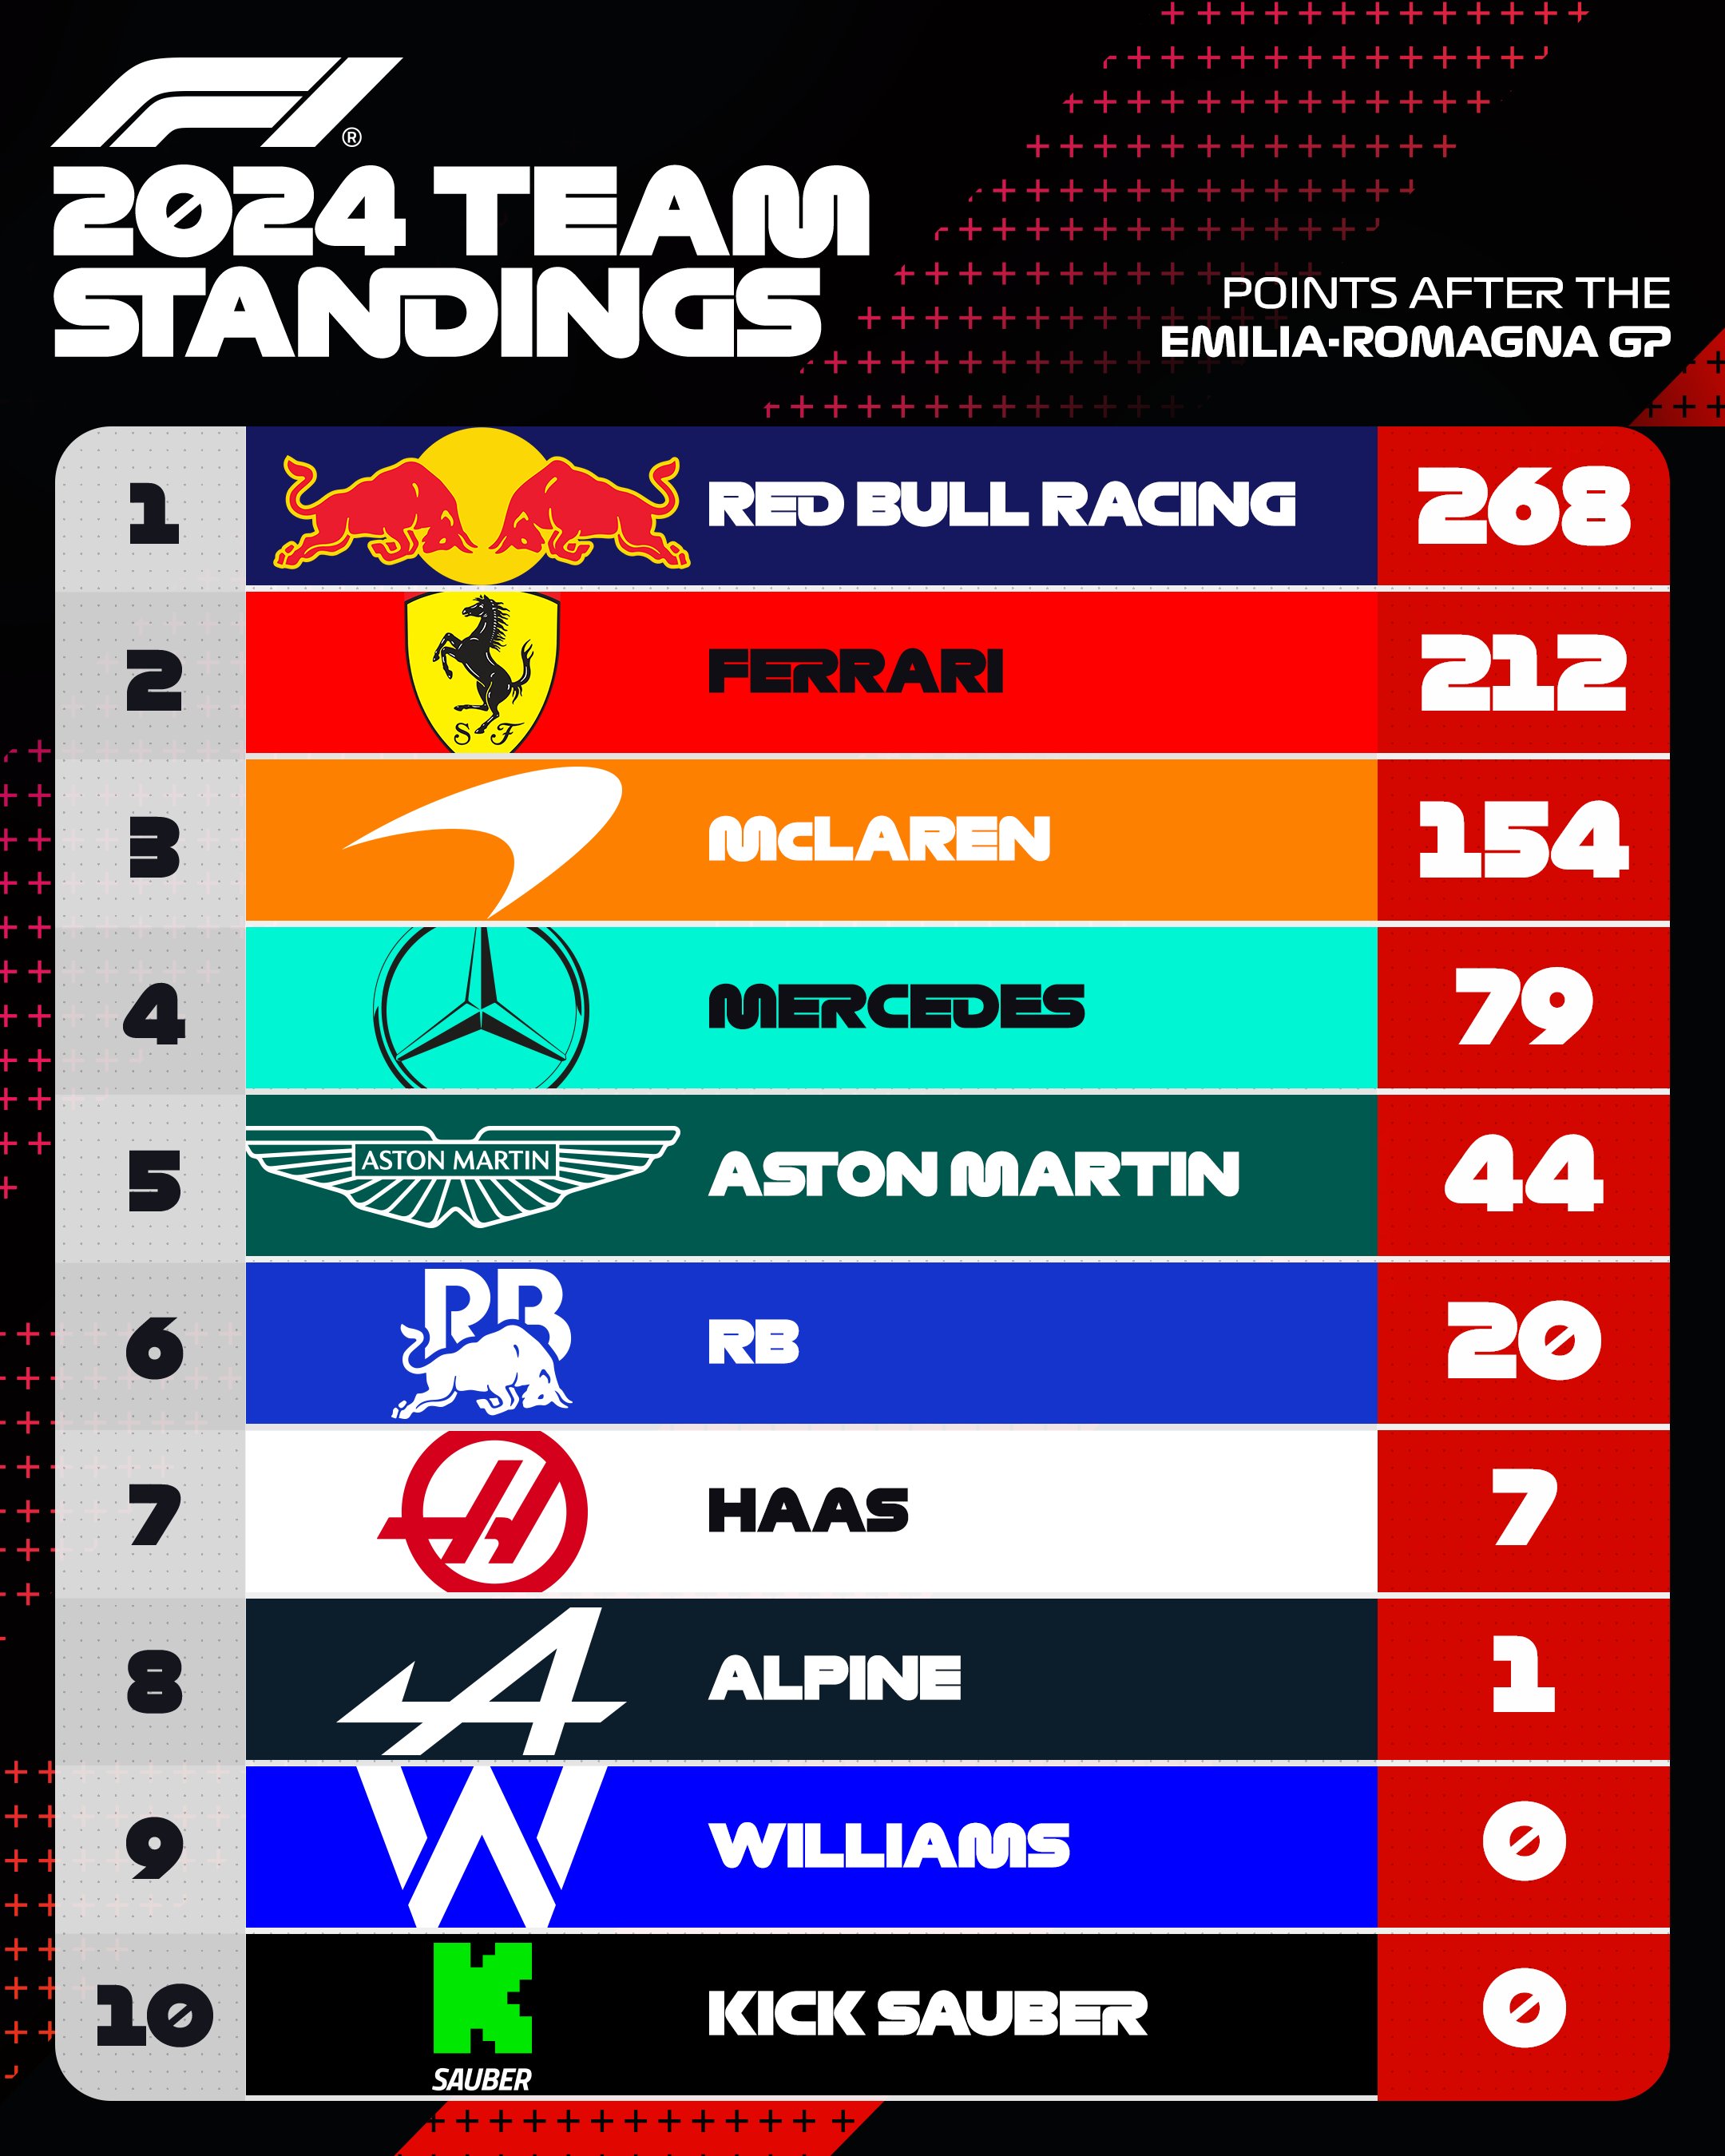 F1®
2024 TEAM
STANDINGS
POINTS AFTER THE
EMILIA-ROMAGNA GP
1 RED BULL RACING 268
2 S F FERRARI 212
3 McLAREN 154
4 MERCEDES 79
5 ASTON MARTIN ASTON MARTIN 44
6 RB RB 20
7 H HAAS 7
8 A ALPINE 1
9 W WILLIAMS 0
10 K KICK SAUBER 0
SAUBER